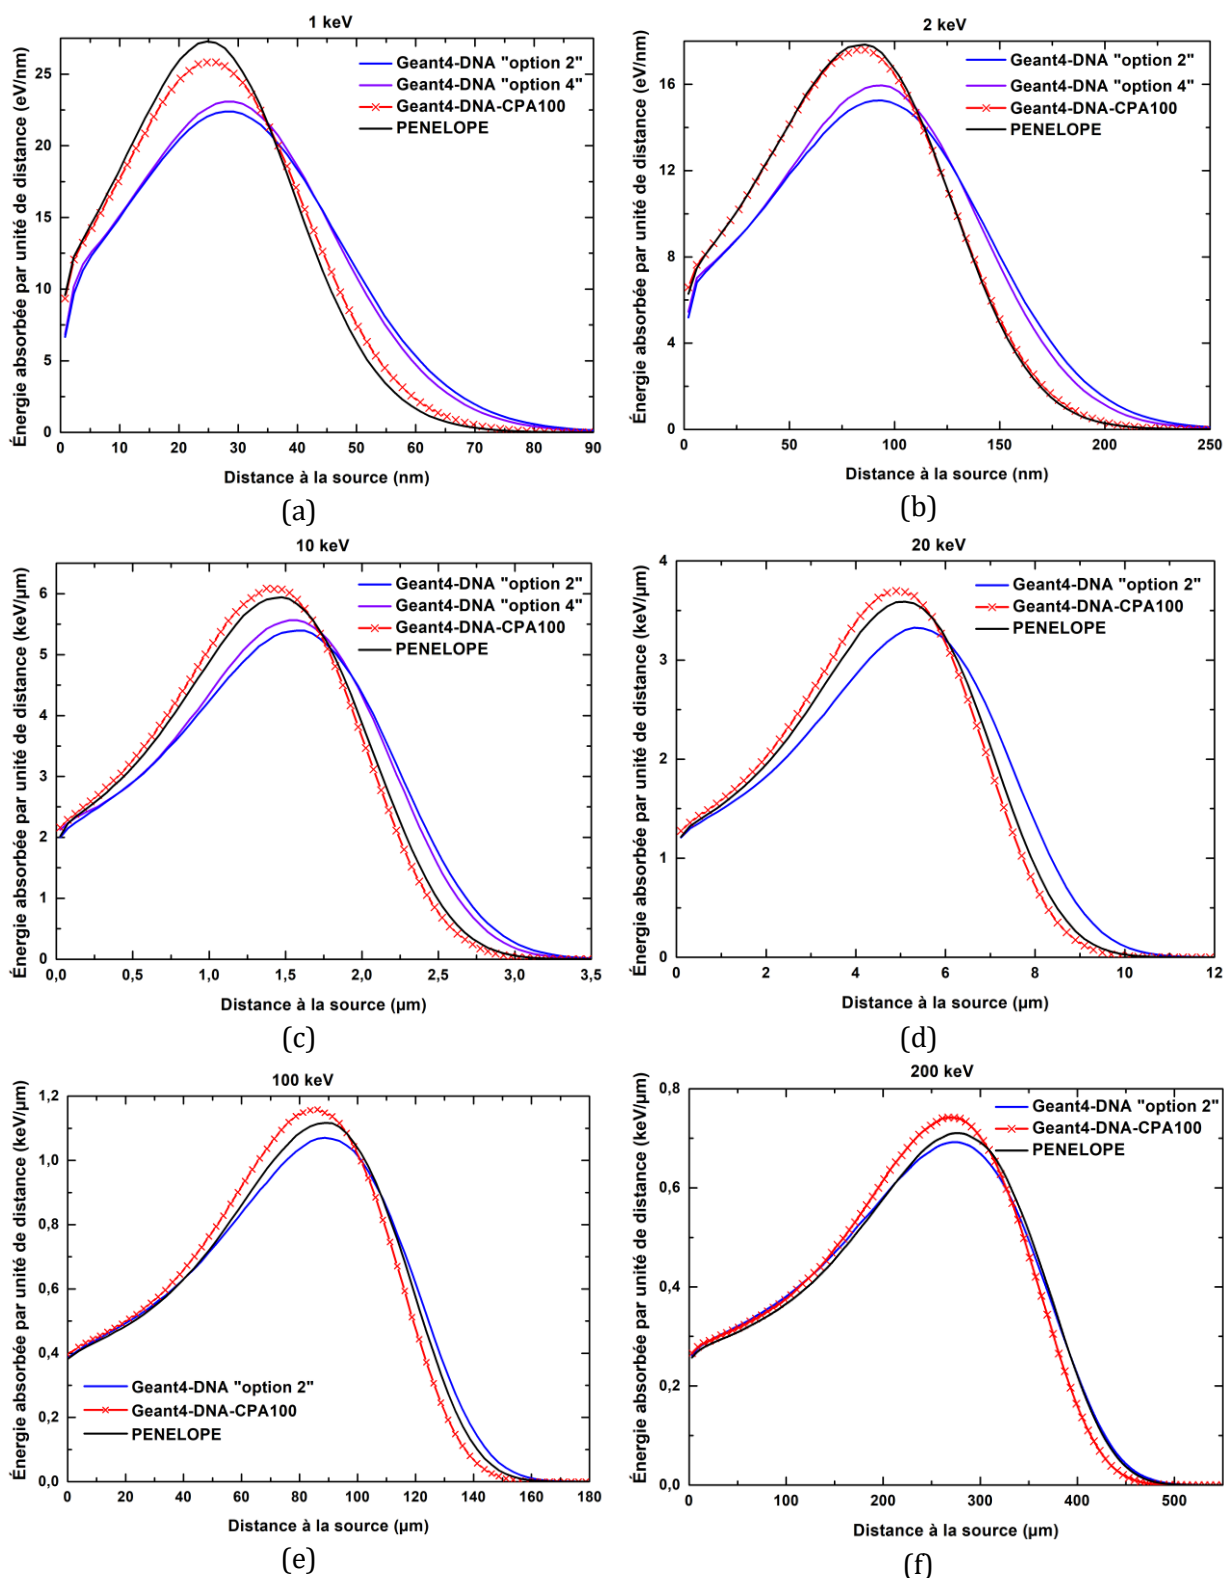 1 keV
Énergie absorbée par unité de distance (eV/nm)
25
20
15
10
5
0
Geant4-DNA "option 2"
Geant4-DNA "option 4"
Geant4-DNA-CPA100
PENELOPE
0 10 20 30 40 50 60 70 80 90
Distance à la source (nm)
(a)
2 keV
Énergie absorbée par unité de distance (eV/nm)
16
12
8
4
0
Geant4-DNA "option 2"
Geant4-DNA "option 4"
Geant4-DNA-CPA100
PENELOPE
0 50 100 150 200 250
Distance à la source (nm)
(b)
10 keV
Énergie absorbée par unité de distance (keV/µm)
6
5
4
3
2
1
0
Geant4-DNA "option 2"
Geant4-DNA "option 4"
Geant4-DNA-CPA100
PENELOPE
0,0 0,5 1,0 1,5 2,0 2,5 3,0 3,5
Distance à la source (µm)
(c)
20 keV
Énergie absorbée par unité de distance (keV/µm)
4
3
2
1
0
Geant4-DNA "option 2"
Geant4-DNA-CPA100
PENELOPE
0 2 4 6 8 10 12
Distance à la source (µm)
(d)
100 keV
Énergie absorbée par unité de distance (keV/µm)
1,2
1,0
0,8
0,6
0,4
0,2
0,0
Geant4-DNA "option 2"
Geant4-DNA-CPA100
PENELOPE
0 20 40 60 80 100 120 140 160 180
Distance à la source (µm)
(e)
200 keV
Énergie absorbée par unité de distance (keV/µm)
0,8
0,6
0,4
0,2
0,0
Geant4-DNA "option 2"
Geant4-DNA-CPA100
PENELOPE
0 100 200 300 400 500
Distance à la source (µm)
(f)